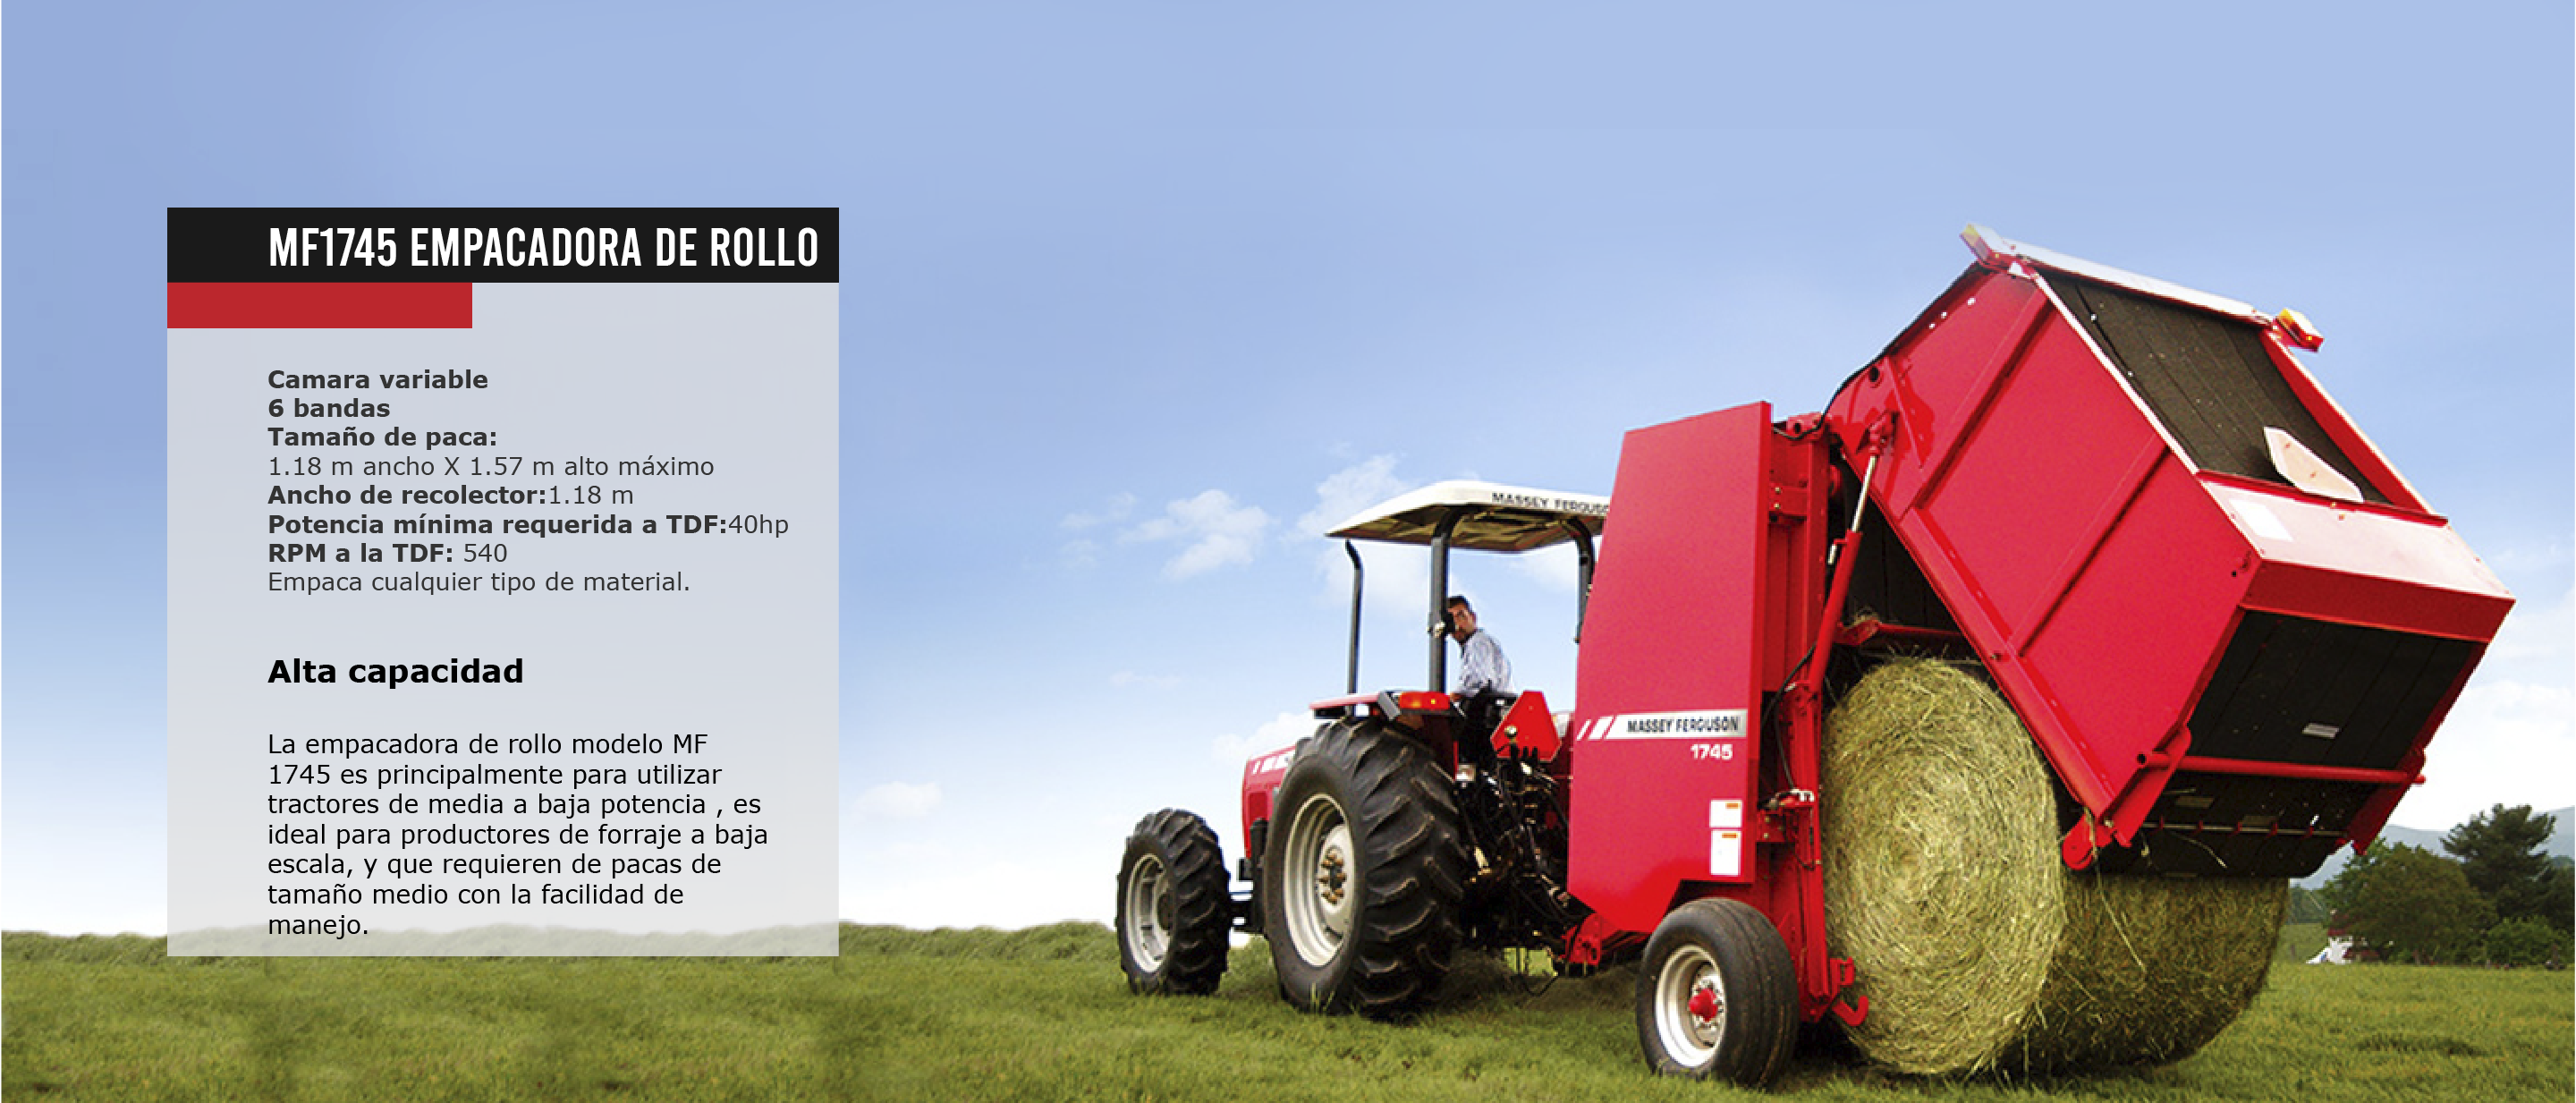 MF1745 EMPACADORA DE ROLLO
Camara variable
6 bandas
Tamaño de paca:
1.18 m ancho X 1.57 m alto máximo
Ancho de recolector:1.18 m
Potencia mínima requerida a TDF:40hp
RPM a la TDF: 540
Empaca cualquier tipo de material.
Alta capacidad
La empacadora de rollo modelo MF
1745 es principalmente para utilizar
tractores de media a baja potencia , es
ideal para productores de forraje a baja
escala, y que requieren de pacas de
tamaño medio con la facilidad de
manejo.
MASSEY FERGUSO
MASSEY FERGUSON
1745